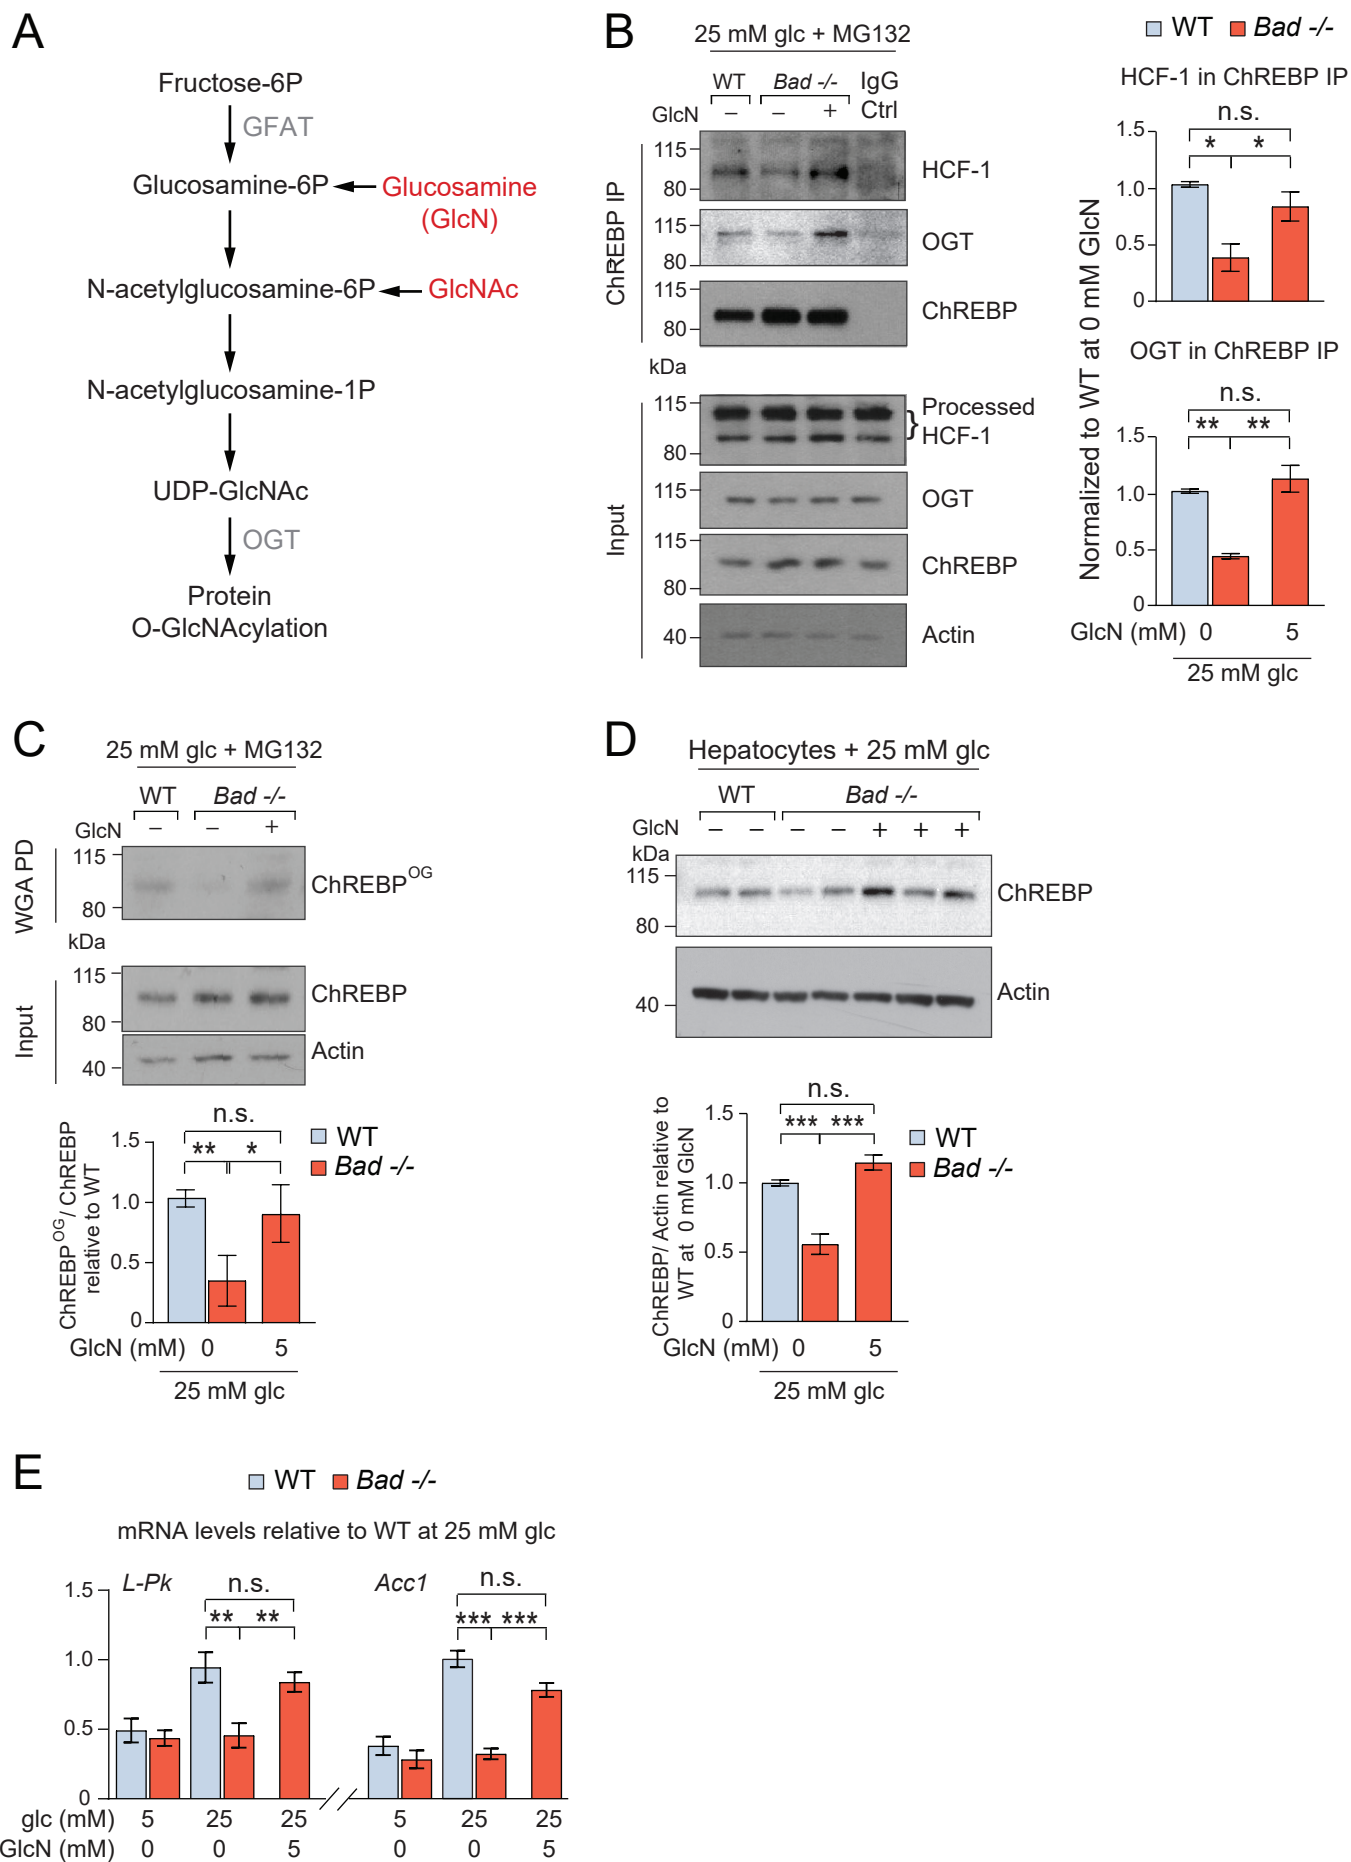 A
Fructose-6P
GFAT
Glucosamine-6P
Glucosamine
(GlcN)
N-acetylglucosamine-6P
GlcNAc
N-acetylglucosamine-1P
UDP-GlcNAc
OGT
Protein
O-GlcNAcylation
B
25 mM glc + MG132
WT Bad -/- IgG
Ctrl
GlcN – – +
ChREBP IP
115
80
HCF-1
115
80
OGT
115
80
ChREBP
kDa
Input
115
80
Processed
HCF-1
115
OGT
115
80
ChREBP
40
Actin
WT Bad -/-
HCF-1 in ChREBP IP
n.s.
* *
1.5
1.0
0.5
0
Normalized to WT at 0 mM GlcN
OGT in ChREBP IP
n.s.
** **
1.5
1.0
0.5
0
GlcN (mM) 0 5
25 mM glc
C
25 mM glc + MG132
WT Bad -/-
GlcN – – +
WGA PD
115
80
ChREBP^OG
kDa
Input
115
80
ChREBP
40
Actin
n.s.
** *
WT
Bad -/-
1.5
1.0
0.5
0
ChREBP^OG/ ChREBP
relative to WT
GlcN (mM) 0 5
25 mM glc
D
Hepatocytes + 25 mM glc
WT Bad -/-
GlcN – – – – + + +
kDa
115
80
ChREBP
40
Actin
n.s.
*** ***
WT
Bad -/-
1.5
1.0
0.5
0
ChREBP/ Actin relative to
WT at 0 mM GlcN
GlcN (mM) 0 5
25 mM glc
E
WT Bad -/-
mRNA levels relative to WT at 25 mM glc
L-Pk n.s. Acc1 n.s.
** ** *** ***
1.5
1.0
0.5
0
glc (mM) 5 25 25 5 25 25
GlcN (mM) 0 0 5 0 0 5